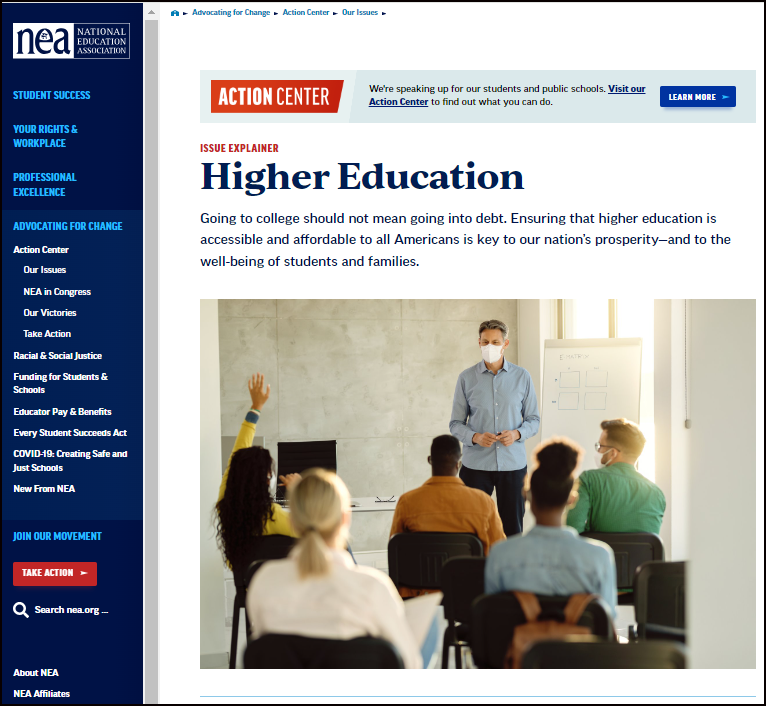 nea NATIONAL
EDUCATION
ASSOCIATION
STUDENT SUCCESS
YOUR RIGHTS &
WORKPLACE
PROFESSIONAL
EXCELLENCE
ADVOCATING FOR CHANGE
Action Center
Our Issues
NEA in Congress
Our Victories
Take Action
Racial & Social Justice
Funding for Students &
Schools
Educator Pay & Benefits
Every Student Succeeds Act
COVID-19: Creating Safe and
Just Schools
New From NEA
JOIN OUR MOVEMENT
TAKE ACTION ►
Search nea.org ...
About NEA
NEA Affiliates
► Advocating for Change ► Action Center ► Our Issues ►
ACTION CENTER
We're speaking up for our students and public schools. Visit our
Action Center to find out what you can do.
LEARN MORE ►
ISSUE EXPLAINER
Higher Education
Going to college should not mean going into debt. Ensuring that higher education is
accessible and affordable to all Americans is key to our nation's prosperity—and to the
well-being of students and families.